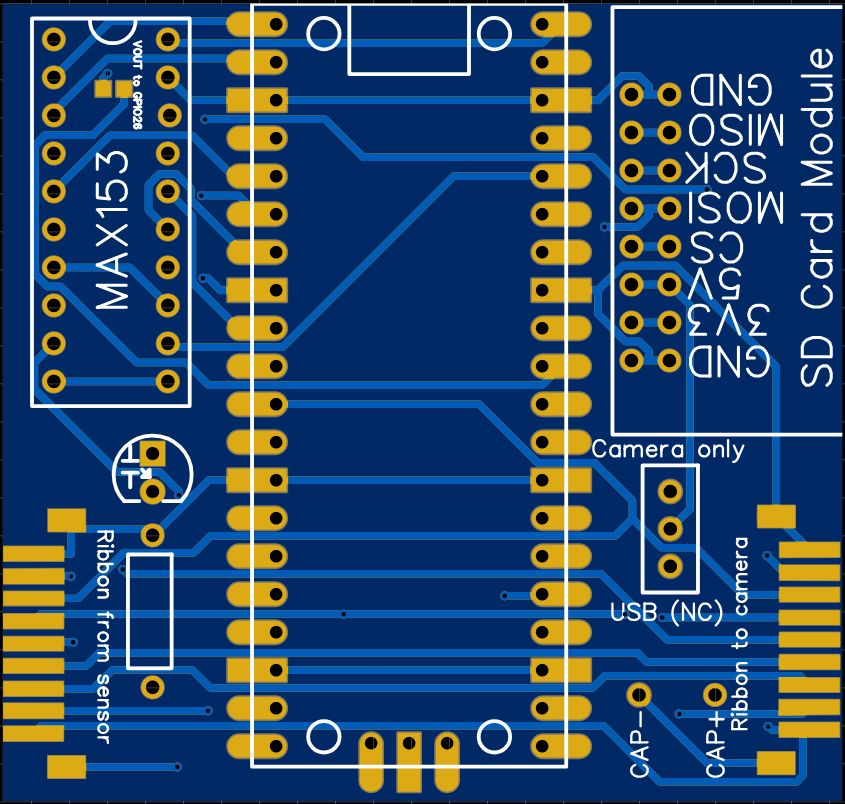 VOUT to GPIO26
MAX153
GND
MISO
SCK
MOSI
CS
5V
3V3
GND
SD Card Module
Camera only
USB (NC)
Ribbon from sensor
Ribbon to camera
CAP-
CAP+